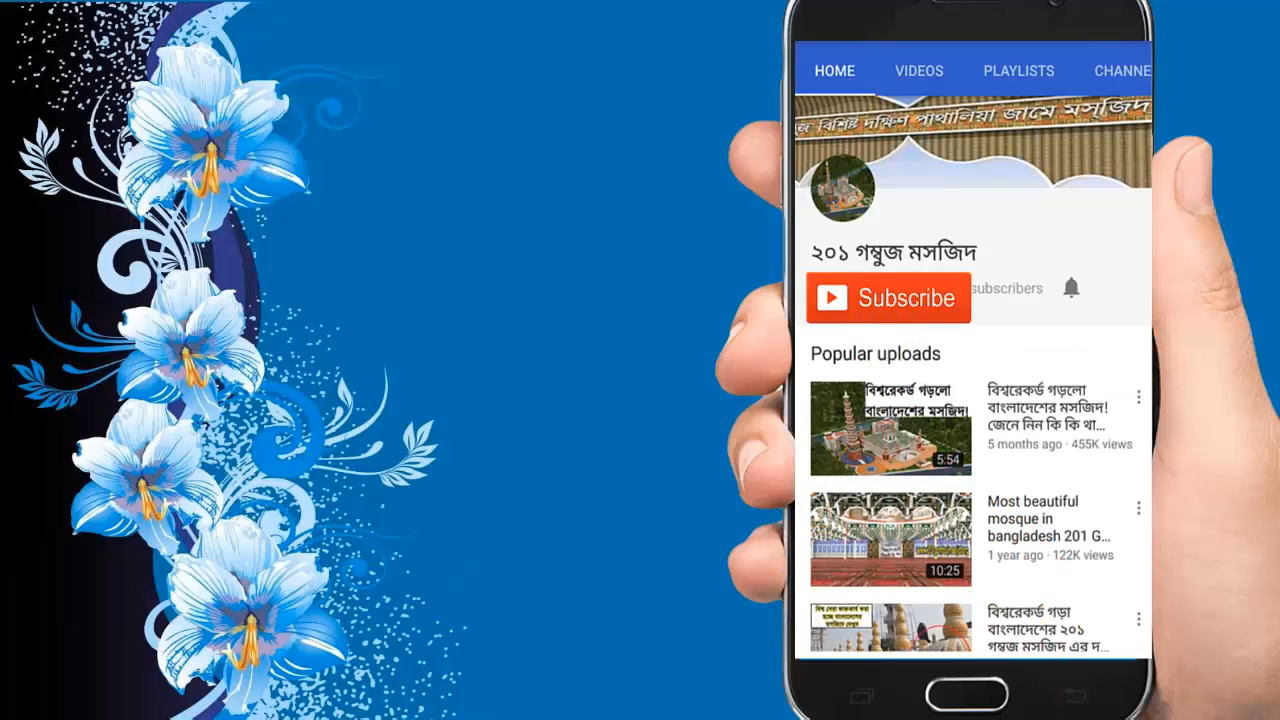 HOME VIDEOS PLAYLISTS CHANNE
বিশিষ্ট দক্ষিণ পাথালিয়া জামে মসজিদ
২০১ গম্বুজ মসজিদ
Subscribe subscribers
Popular uploads
বিশ্বরেকর্ড গড়লো
বাংলাদেশের মসজিদ!
5:54
বিশ্বরেকর্ড গড়লো
বাংলাদেশের মসজিদ!
জেনে নিন কি কি থা...
5 months ago · 455K views
10:25
Most beautiful
mosque in
bangladesh 201 G...
1 year ago · 122K views
বিশ্বরেকর্ড গড়া
বাংলাদেশের ২০১
গম্বুজ মসজিদ এর দ...